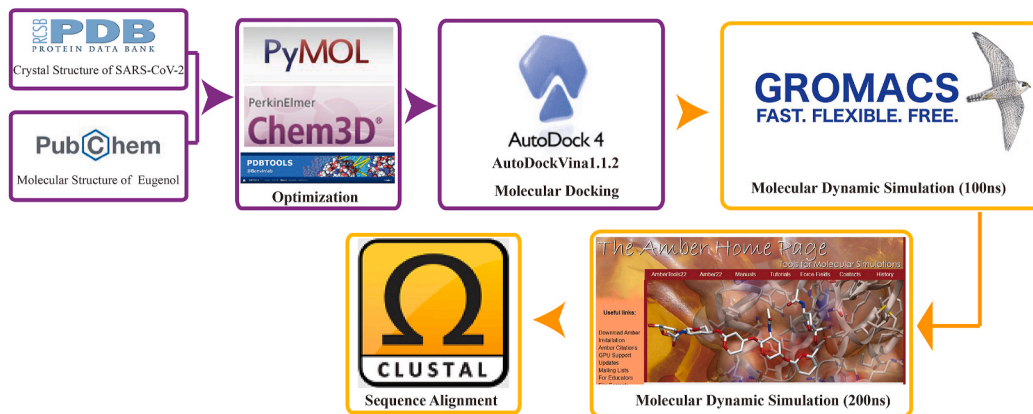 RCSB
PDB
PROTEIN DATA BANK
Crystal Structure of SARS-CoV-2
PubChem
Molecular Structure of Eugenol
PyMOL
PerkinElmer
Chem3D®
PDBTOOLS
Optimization
AutoDock 4
AutoDockVina1.1.2
Molecular Docking
GROMACS
FAST. FLEXIBLE. FREE.
Molecular Dynamic Simulation (100ns)
The Amber Home Page
Tools for Molecular Simulations
AmberTools22 Amber22 Manuals Tutorials Force Fields Contacts History
Useful links:
Download Amber
Installation
Amber Citations
GPU Support
Updates
Mailing Lists
For Educators
Molecular Dynamic Simulation (200ns)
Ω
CLUSTAL
Sequence Alignment